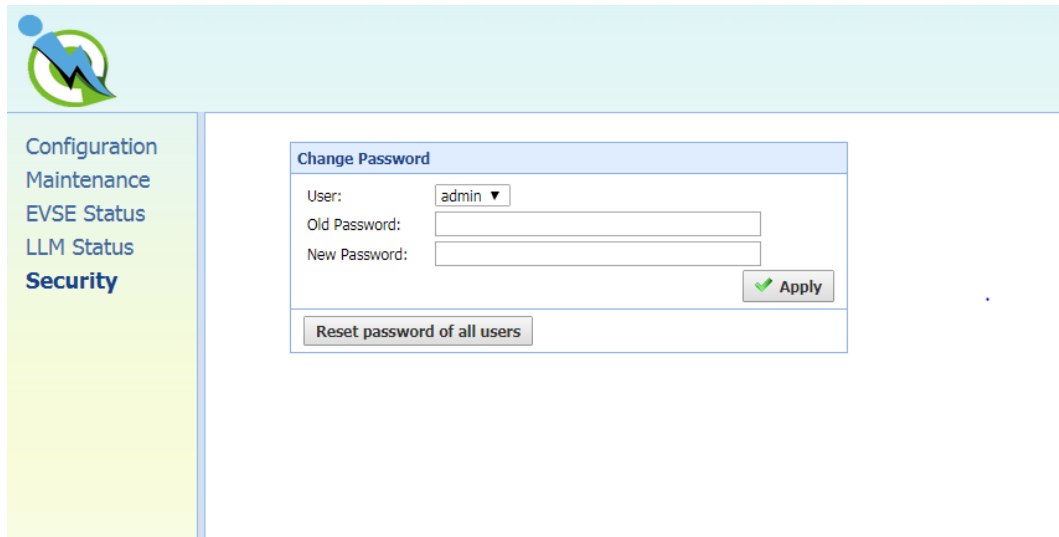 Configuration
Maintenance
EVSE Status
LLM Status
Security
Change Password
User: admin ▼
Old Password:
New Password:
Apply
Reset password of all users